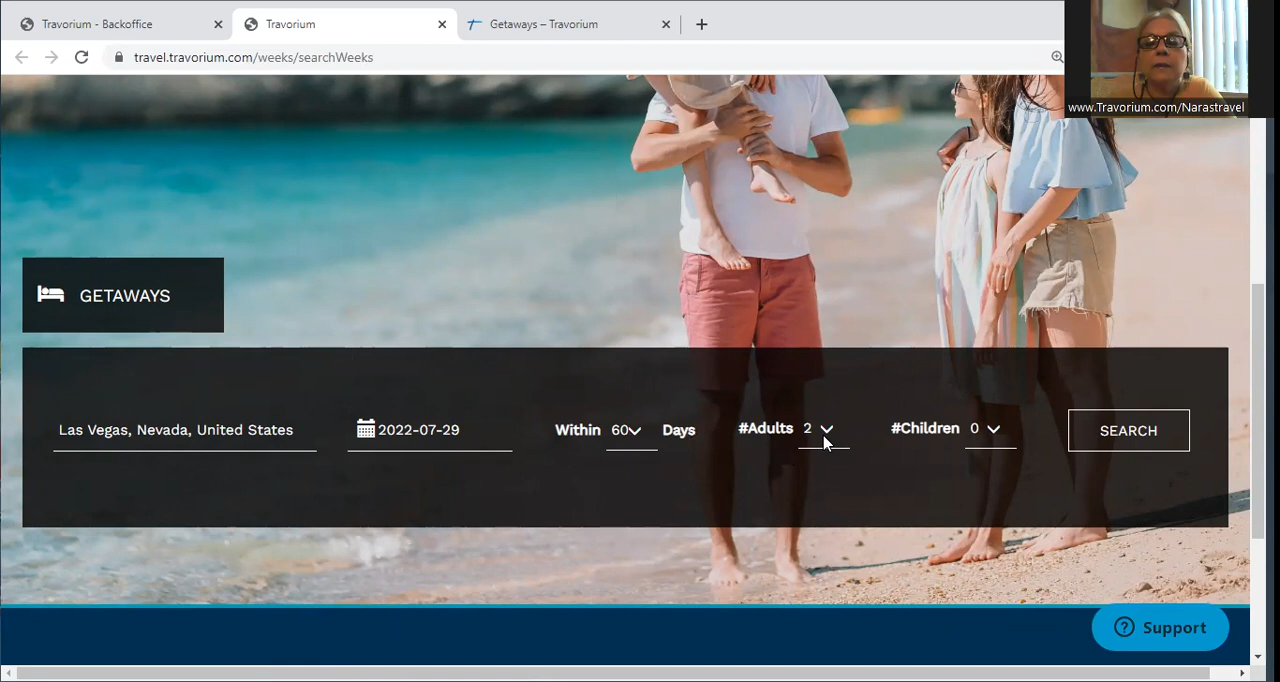 Travorium - Backoffice
Travorium
Getaways – Travorium
travel.travorium.com/weeks/searchWeeks
www.Travorium.com/Narastravel
GETAWAYS
Las Vegas, Nevada, United States 2022-07-29 Within 60 Days #Adults 2 #Children 0 SEARCH
Support